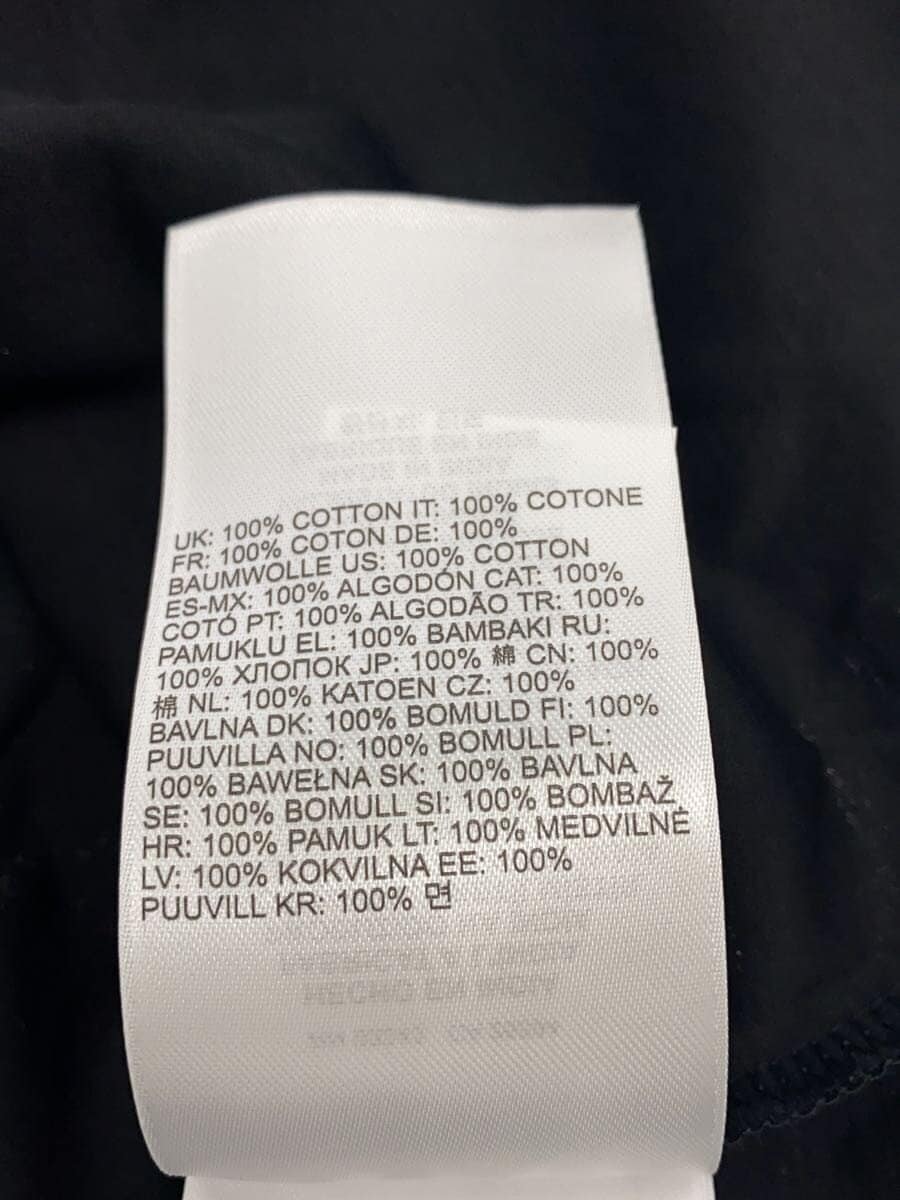 UK: 100% COTTON IT: 100% COTONE
FR: 100% COTON DE: 100%
BAUMWOLLE US: 100% COTTON
ES-MX: 100% ALGODÓN CAT: 100%
COTÓ PT: 100% ALGODÃO TR: 100%
PAMUKLU EL: 100% BAMBAKI RU:
100% ХЛОПОК JP: 100% 綿 CN: 100%
棉 NL: 100% KATOEN CZ: 100%
BAVLNA DK: 100% BOMULD FI: 100%
PUUVILLA NO: 100% BOMULL PL:
100% BAWEŁNA SK: 100% BAVLNA
SE: 100% BOMULL SI: 100% BOMBAŽ
HR: 100% PAMUK LT: 100% MEDVILNĖ
LV: 100% KOKVILNA EE: 100%
PUUVILL KR: 100% 면